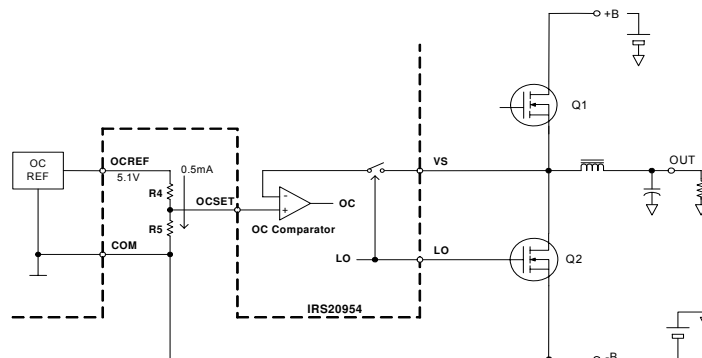 +B
Q1
OC
REF
OCREF
5.1V
0.5mA
R4
OCSET
R5
COM
-
+
OC
OC Comparator
VS
OUT
LO
LO
Q2
IRS20954
-B